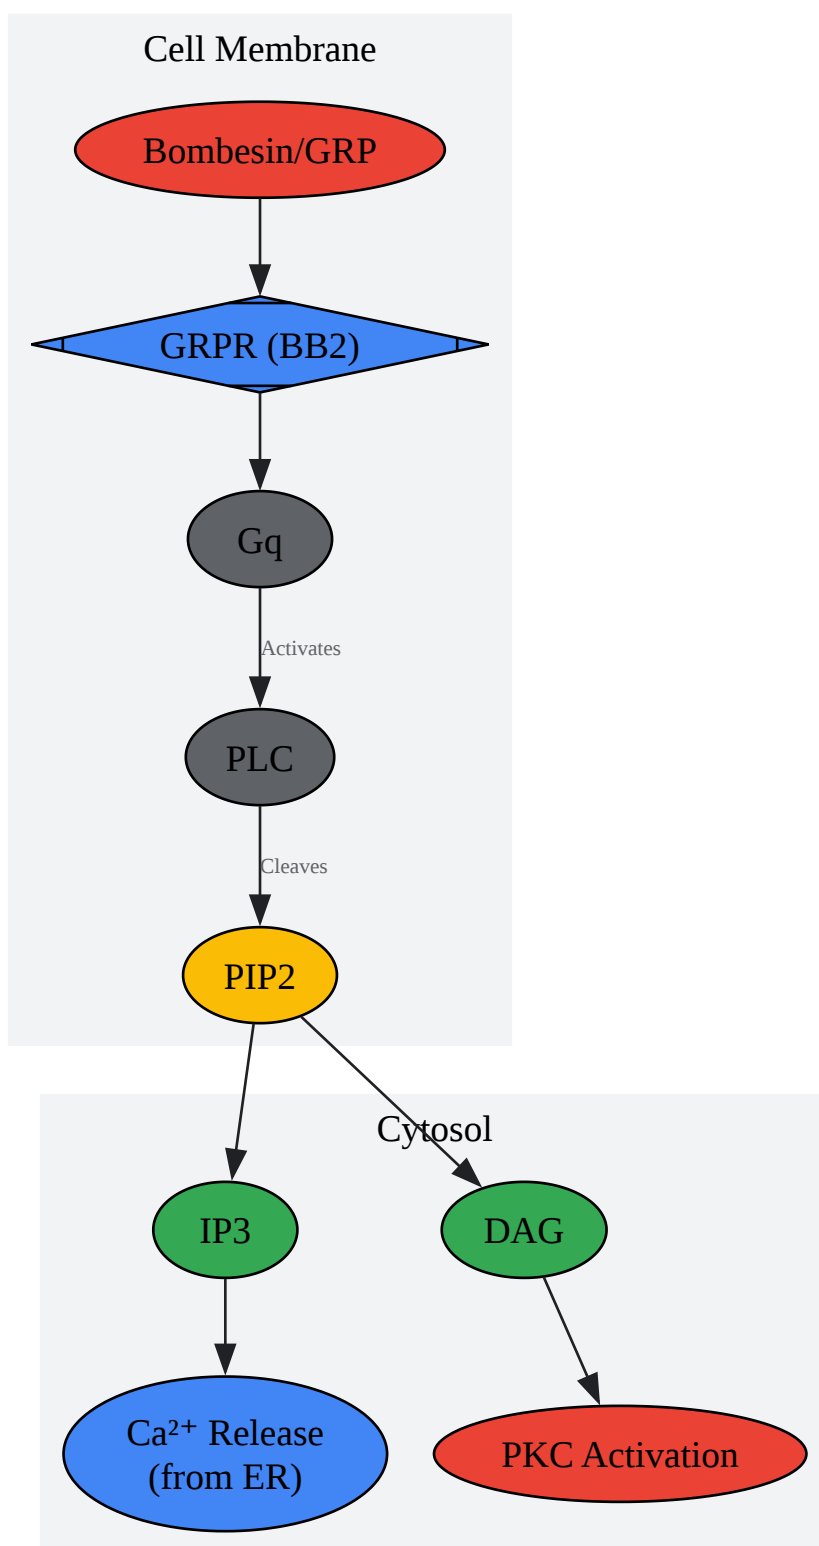 Cell Membrane
Bombesin/GRP
GRPR (BB2)
Gq
Activates
PLC
Cleaves
PIP2
Cytosol
IP3
DAG
Ca²⁺ Release
(from ER)
PKC Activation